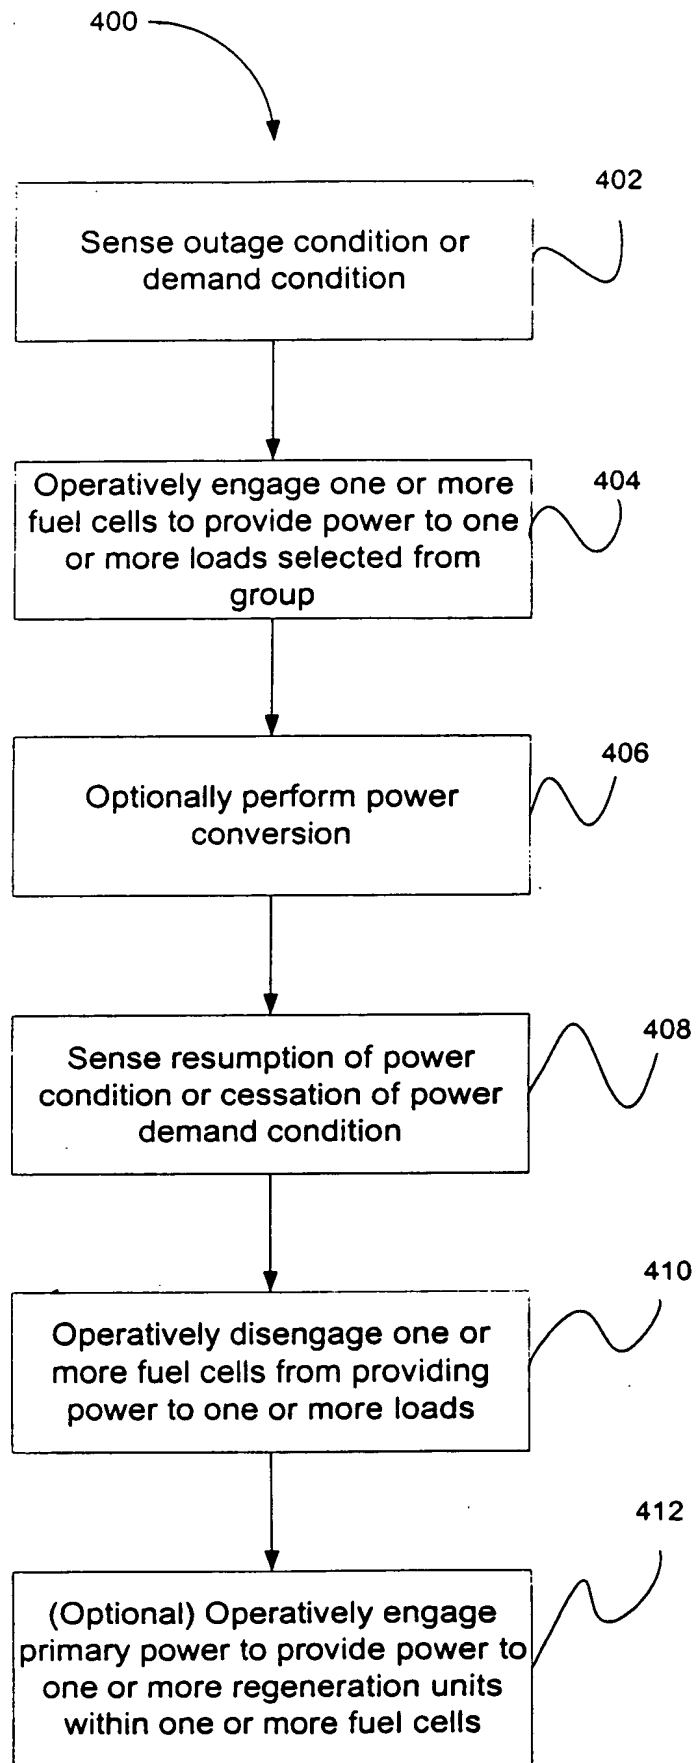 400
402
Sense outage condition or
demand condition
404
Operatively engage one or more
fuel cells to provide power to one
or more loads selected from
group
406
Optionally perform power
conversion
408
Sense resumption of power
condition or cessation of power
demand condition
410
Operatively disengage one or
more fuel cells from providing
power to one or more loads
412
(Optional) Operatively engage
primary power to provide power to
one or more regeneration units
within one or more fuel cells